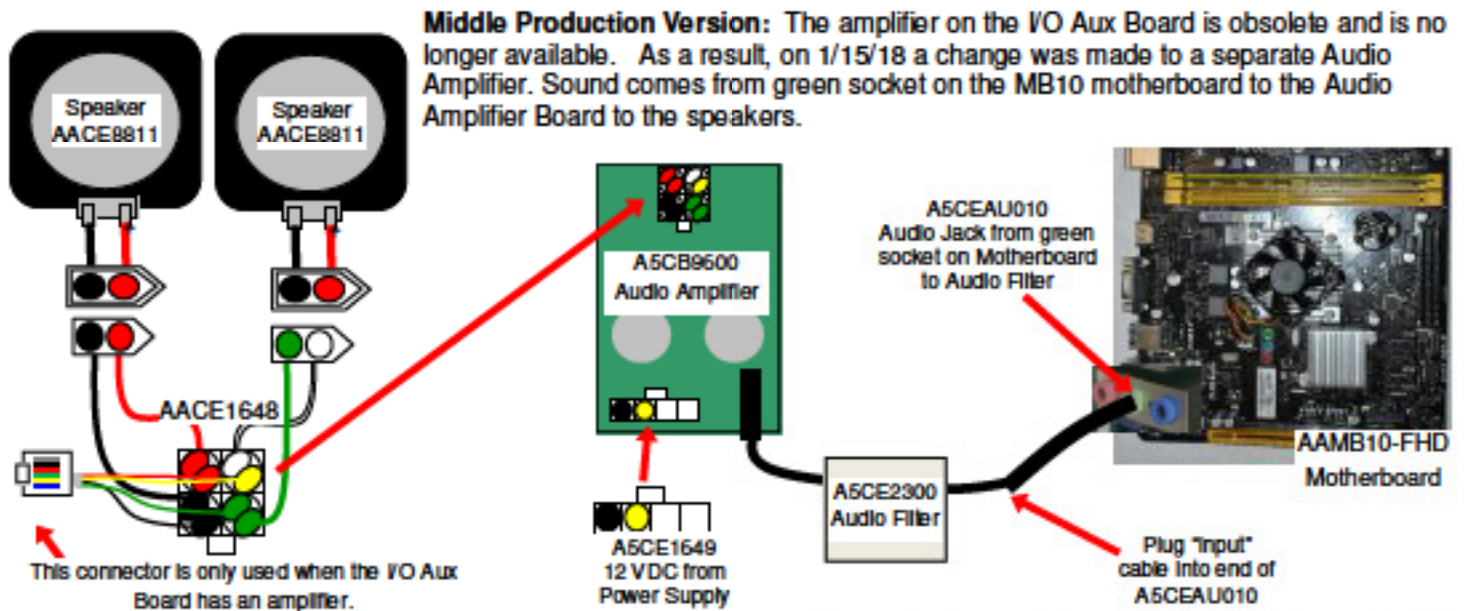 Middle Production Version: The amplifier on the I/O Aux Board is obsolete and is no
longer available. As a result, on 1/15/18 a change was made to a separate Audio
Amplifier. Sound comes from green socket on the MB10 motherboard to the Audio
Amplifier Board to the speakers.
Speaker
AACE8811
Speaker
AACE8811
A5CEAU010
Audio Jack from green
socket on Motherboard
to Audio Filter
A5CB9600
Audio Amplifier
AACE1648
AAMB10-FHD
Motherboard
A5CE2300
Audio Filter
A5CE1649
12 VDC from
Power Supply
Plug "Input"
cable into end of
A5CEAU010
This connector is only used when the I/O Aux
Board has an amplifier.